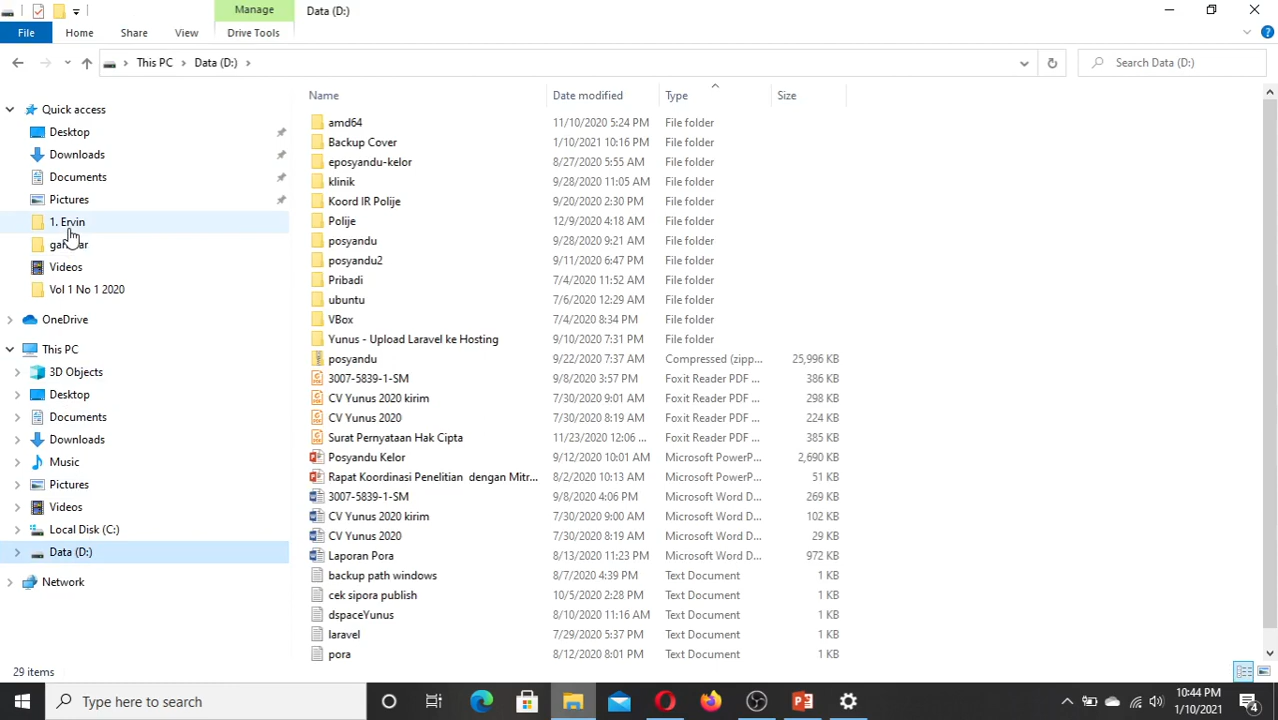 Manage
Data (D:)
File
Home
Share
View
Drive Tools
This PC
Data (D:)
Search Data (D:)
Name
Date modified
Type
Size
Quick access
Desktop
Downloads
Documents
Pictures
1. Ervin
Videos
Vol 1 No 1 2020
OneDrive
This PC
3D Objects
Desktop
Documents
Downloads
Music
Pictures
Videos
Local Disk (C:)
Data (D:)
Network
amd64 11/10/2020 5:24 PM File folder
Backup Cover 1/10/2021 10:16 PM File folder
eposyandu-kelor 8/27/2020 5:55 AM File folder
klinik 9/28/2020 11:05 AM File folder
Koord IR Polije 9/20/2020 2:30 PM File folder
Polije 12/9/2020 4:18 AM File folder
posyandu 9/28/2020 9:21 AM File folder
posyandu2 9/11/2020 6:47 PM File folder
Pribadi 7/4/2020 11:52 AM File folder
ubuntu 7/6/2020 12:29 AM File folder
VBox 7/4/2020 8:34 PM File folder
Yunus - Upload Laravel ke Hosting 9/10/2020 7:31 PM File folder
posyandu 9/22/2020 7:37 AM Compressed (zipp... 25,996 KB
3007-5839-1-SM 9/8/2020 3:57 PM Foxit Reader PDF ... 386 KB
CV Yunus 2020 kirim 7/30/2020 9:01 AM Foxit Reader PDF ... 298 KB
CV Yunus 2020 7/30/2020 8:19 AM Foxit Reader PDF ... 224 KB
Surat Pernyataan Hak Cipta 11/23/2020 12:06 ... Foxit Reader PDF ... 385 KB
Posyandu Kelor 9/12/2020 10:01 AM Microsoft PowerP... 2,690 KB
Rapat Koordinasi Penelitian dengan Mitr... 8/2/2020 10:13 AM Microsoft PowerP... 51 KB
3007-5839-1-SM 9/8/2020 4:06 PM Microsoft Word D... 269 KB
CV Yunus 2020 kirim 7/30/2020 9:00 AM Microsoft Word D... 102 KB
CV Yunus 2020 7/30/2020 8:19 AM Microsoft Word D... 29 KB
Laporan Pora 8/13/2020 11:23 PM Microsoft Word D... 972 KB
backup path windows 8/7/2020 4:39 PM Text Document 1 KB
cek sipora publish 10/5/2020 2:28 PM Text Document 1 KB
dspaceYunus 8/10/2020 11:16 AM Text Document 1 KB
laravel 7/29/2020 5:37 PM Text Document 1 KB
pora 8/12/2020 8:01 PM Text Document 1 KB
29 items
Type here to search
10:44 PM
1/10/2021
4